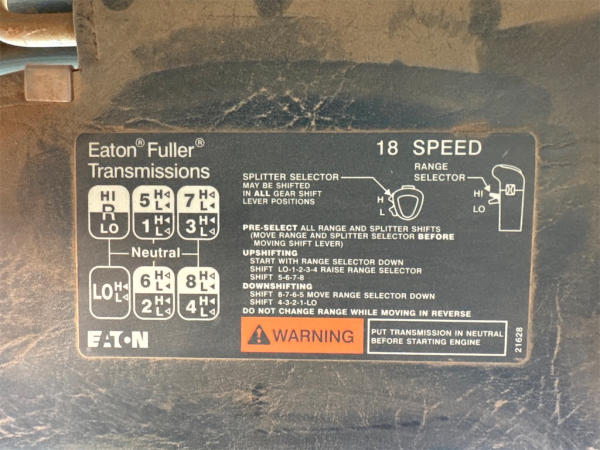 Eaton® Fuller®
Transmissions
18 SPEED
SPLITTER SELECTOR
MAY BE SHIFTED
IN ALL GEAR SHIFT
LEVER POSITIONS
H
L
RANGE
SELECTOR
HI
LO
HI 5 H 7 H
R L L
LO 1 H 3 H
L L
Neutral
LO H 6 H 8 H
L L L
2 H 4 H
L L
PRE-SELECT ALL RANGE AND SPLITTER SHIFTS
(MOVE RANGE AND SPLITTER SELECTOR BEFORE
MOVING SHIFT LEVER)
UPSHIFTING
START WITH RANGE SELECTOR DOWN
SHIFT LO-1-2-3-4 RAISE RANGE SELECTOR
SHIFT 5-6-7-8
DOWNSHIFTING
SHIFT 8-7-6-5 MOVE RANGE SELECTOR DOWN
SHIFT 4-3-2-1-LO
DO NOT CHANGE RANGE WHILE MOVING IN REVERSE
EATON
WARNING
PUT TRANSMISSION IN NEUTRAL
BEFORE STARTING ENGINE
21628